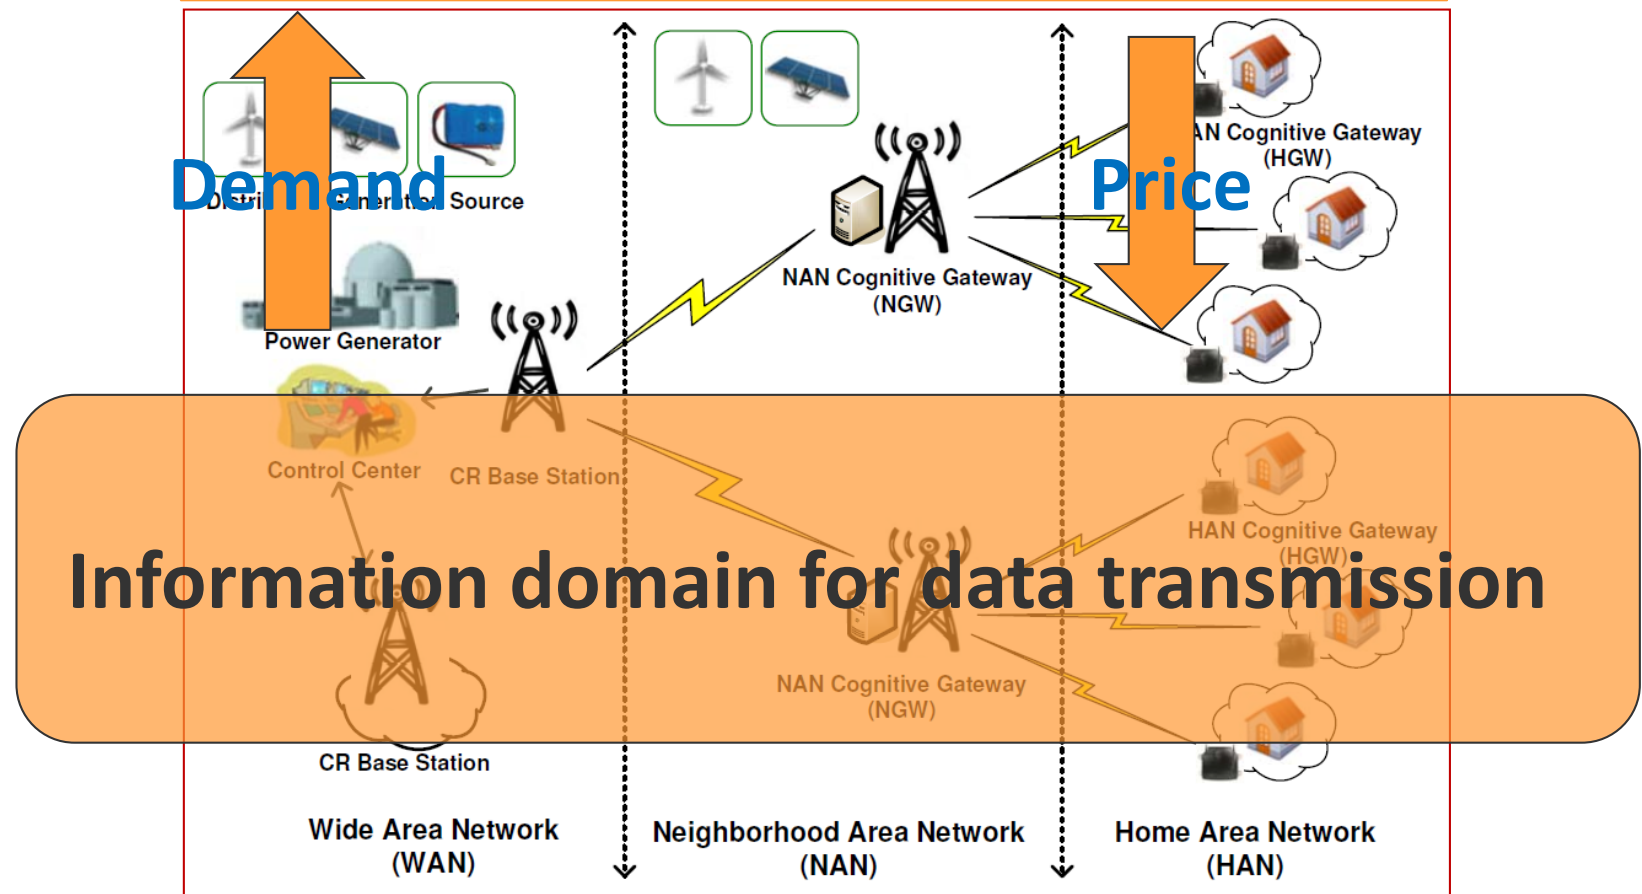 Demand
Generation Source
Power Generator
Control Center
CR Base Station
CR Base Station
Wide Area Network
(WAN)
NAN Cognitive Gateway
(NGW)
NAN Cognitive Gateway
(NGW)
Neighborhood Area Network
(NAN)
Price
Cognitive Gateway
(HGW)
HAN Cognitive Gateway
(HGW)
Home Area Network
(HAN)
Information domain for data transmission